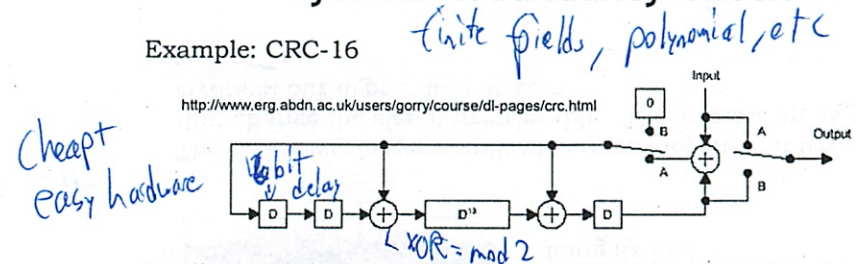 finite fields, polynomial, etc
Example: CRC-16
Input
http://www.erg.abdn.ac.uk/users/gorry/course/dl-pages/crc.html
0
B
A
Output
A
B
Cheap +
easy hardware
bit
delay
D
D
D¹³
D
XOR = mod 2